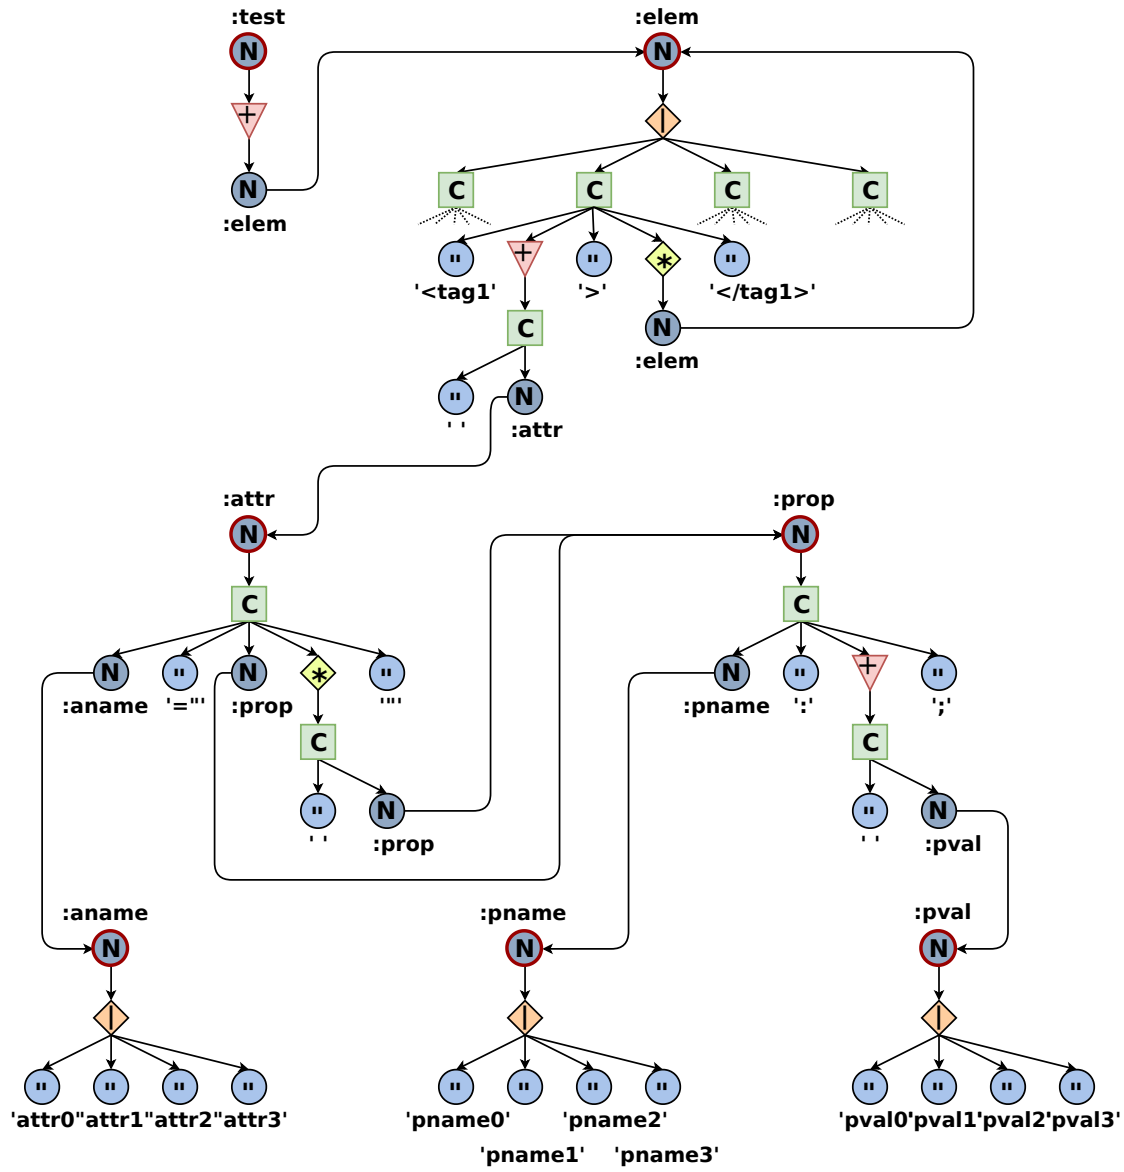 :test :elem
N N
+ |
N C C C C
:elem
" + " * "
'<tag1' '>' '</tag1>'
C N
:elem
" N
' ' :attr
:attr :prop
N N
C C
N " N * " N " + "
:aname '="' :prop '"' :pname ':' ';'
C C
" N " N
' ' :prop ' ' :pval
:aname :pname :pval
N N N
| | |
" " " " " " " " " " " "
'attr0' 'attr1' 'attr2' 'attr3' 'pname0' 'pname2' 'pval0' 'pval1' 'pval2' 'pval3'
'pname1' 'pname3'